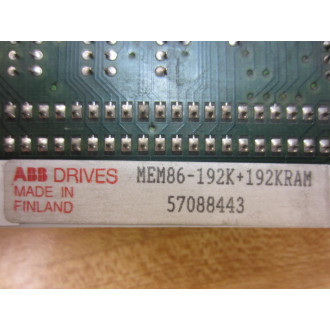 ABB DRIVES MEM86-192K+192KRAM
MADE IN
FINLAND 57088443